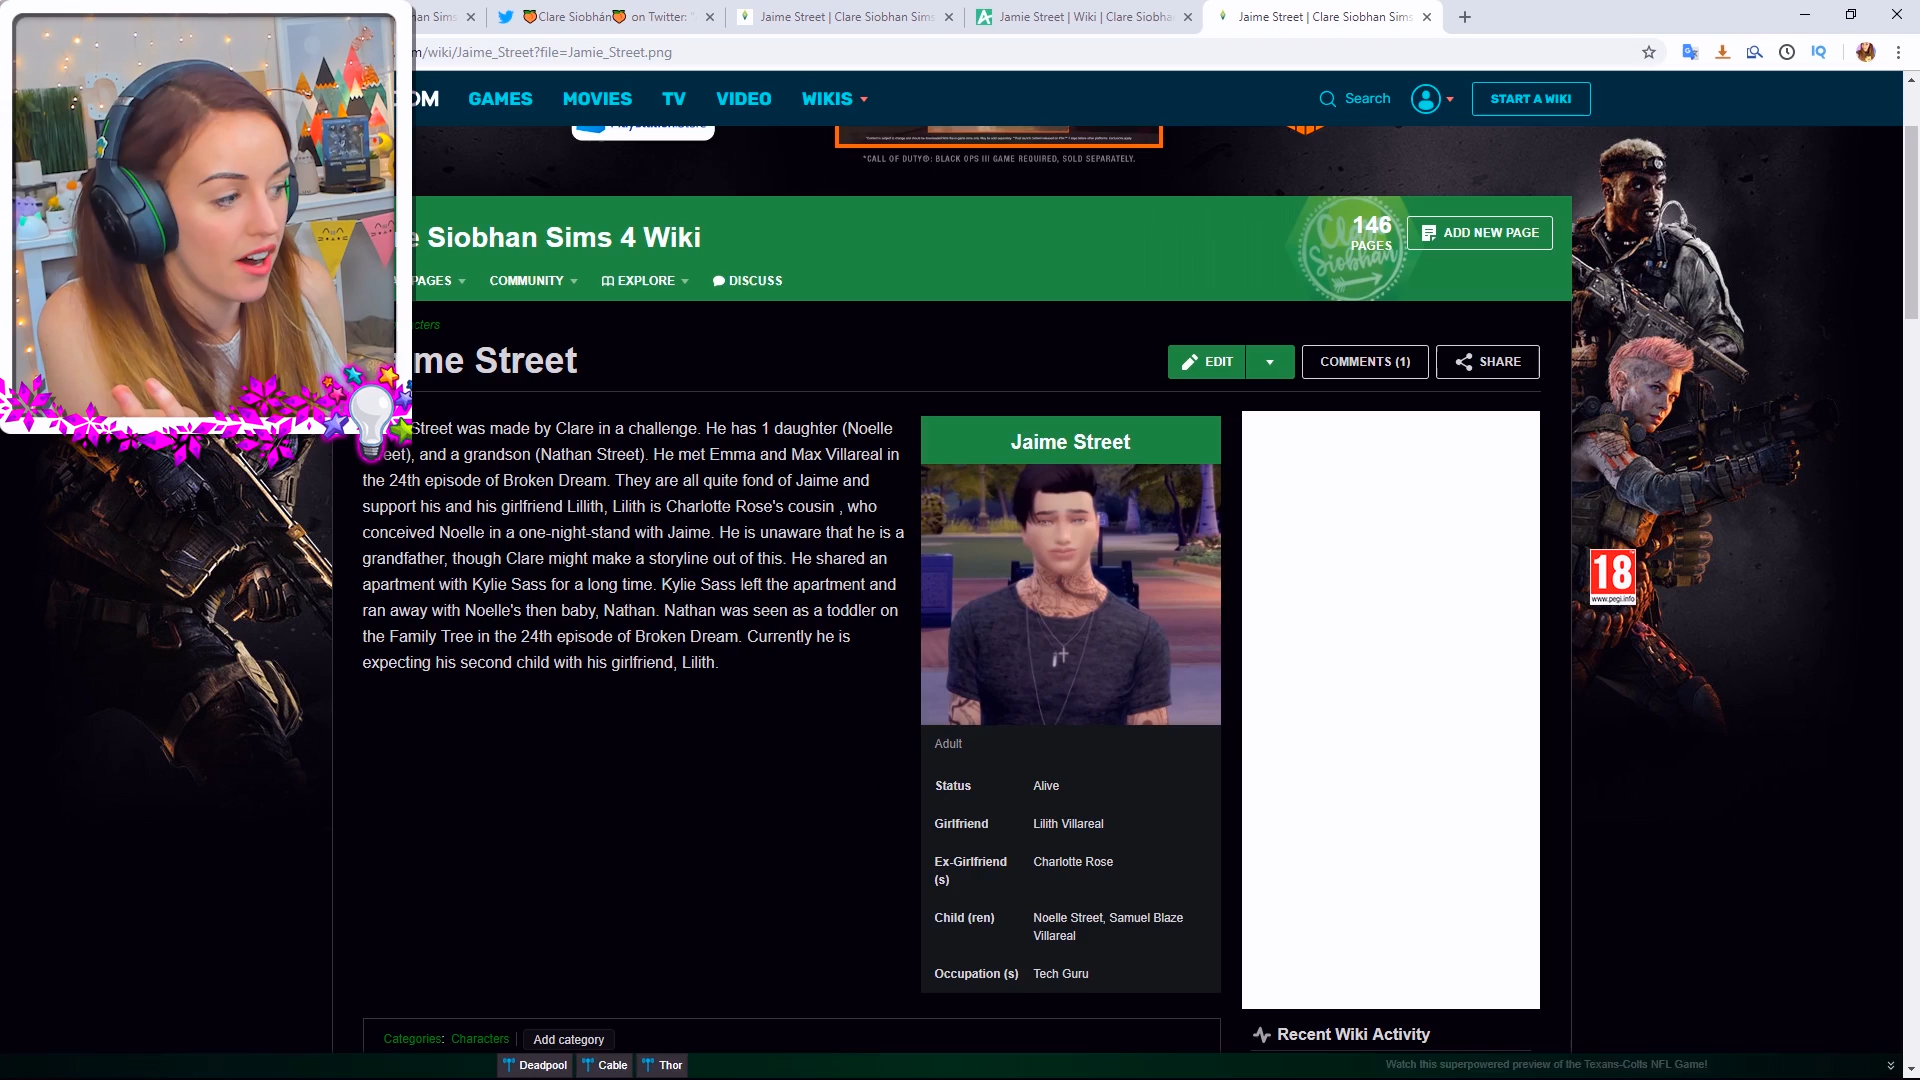 an Sims
🍑Clare Siobhán🍑 on Twitter: "
Jaime Street | Clare Siobhan Sims
Jamie Street | Wiki | Clare Siobha
Jaime Street | Clare Siobhan Sims
m/wiki/Jaime_Street?file=Jamie_Street.png
OM
GAMES
MOVIES
TV
VIDEO
WIKIS
Search
START A WIKI
*CALL OF DUTY®: BLACK OPS III GAME REQUIRED, SOLD SEPARATELY.
e Siobhan Sims 4 Wiki
146
PAGES
ADD NEW PAGE
Clare
Siobhan
PAGES
COMMUNITY
EXPLORE
DISCUSS
cters
me Street
EDIT
COMMENTS (1)
SHARE
Street was made by Clare in a challenge. He has 1 daughter (Noelle
eet), and a grandson (Nathan Street). He met Emma and Max Villareal in
the 24th episode of Broken Dream. They are all quite fond of Jaime and
support his and his girlfriend Lillith, Lilith is Charlotte Rose's cousin , who
conceived Noelle in a one-night-stand with Jaime. He is unaware that he is a
grandfather, though Clare might make a storyline out of this. He shared an
apartment with Kylie Sass for a long time. Kylie Sass left the apartment and
ran away with Noelle's then baby, Nathan. Nathan was seen as a toddler on
the Family Tree in the 24th episode of Broken Dream. Currently he is
expecting his second child with his girlfriend, Lilith.
Jaime Street
Adult
Status Alive
Girlfriend Lilith Villareal
Ex-Girlfriend Charlotte Rose
(s)
Child (ren) Noelle Street, Samuel Blaze
Villareal
Occupation (s) Tech Guru
18
www.pegi.info
Categories: Characters
Add category
Recent Wiki Activity
Deadpool
Cable
Thor
Watch this superpowered preview of the Texans-Colts NFL Game!